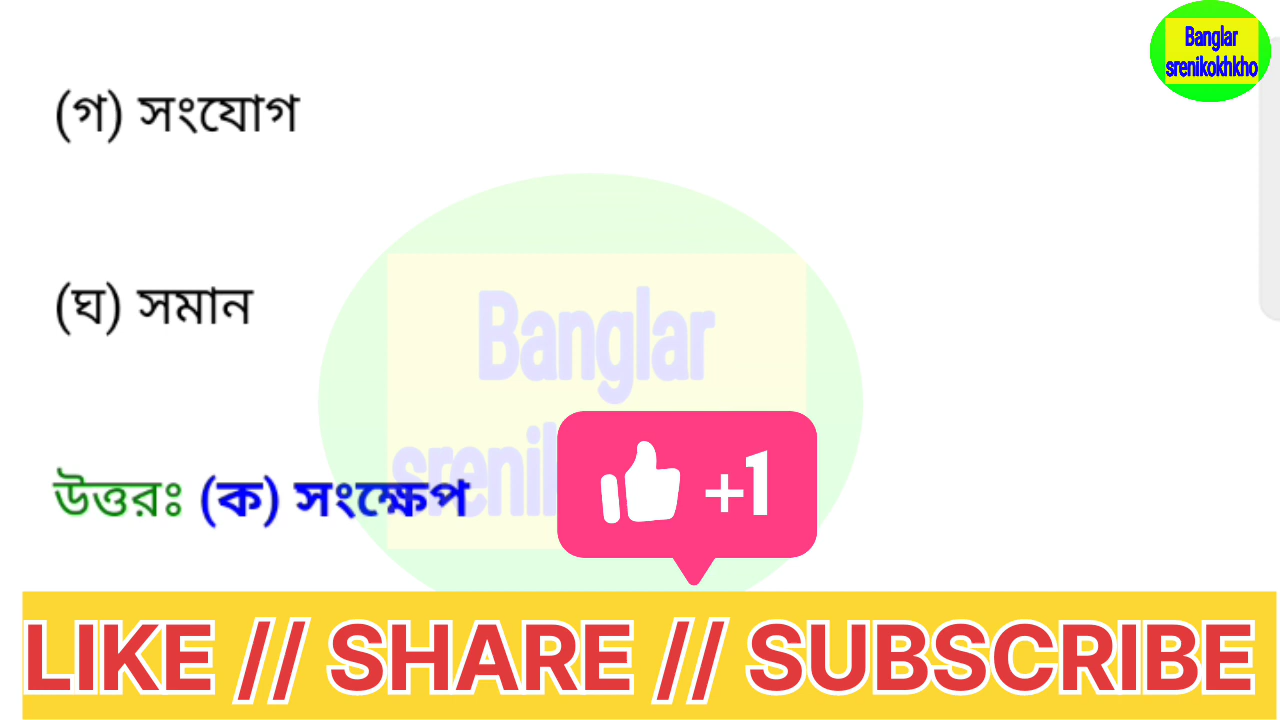 Banglar
srenikokhkho
(গ) সংযোগ
(ঘ) সমান
Banglar
উত্তরঃ (ক) সংক্ষেপ
+1
LIKE // SHARE // SUBSCRIBE